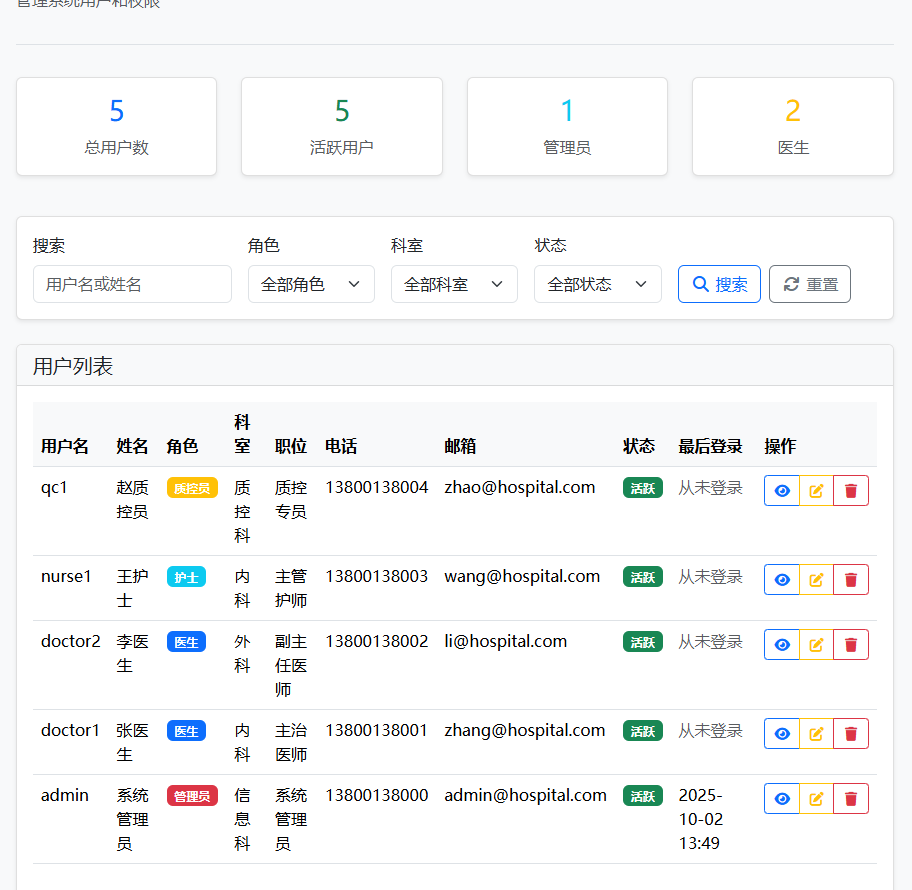 管理系统用户和权限
5
总用户数
5
活跃用户
1
管理员
2
医生
搜索
角色
科室
状态
用户名或姓名
全部角色
全部科室
全部状态
搜索
重置
用户列表
用户名 姓名 角色 科室 职位 电话 邮箱 状态 最后登录 操作
qc1 赵质控员 质控员 质控科 质控专员 13800138004 zhao@hospital.com 活跃 从未登录
nurse1 王护士 护士 内科 主管护师 13800138003 wang@hospital.com 活跃 从未登录
doctor2 李医生 医生 外科 副主任医师 13800138002 li@hospital.com 活跃 从未登录
doctor1 张医生 医生 内科 主治医师 13800138001 zhang@hospital.com 活跃 从未登录
admin 系统管理员 管理员 信息科 系统管理员 13800138000 admin@hospital.com 活跃 2025-10-02 13:49